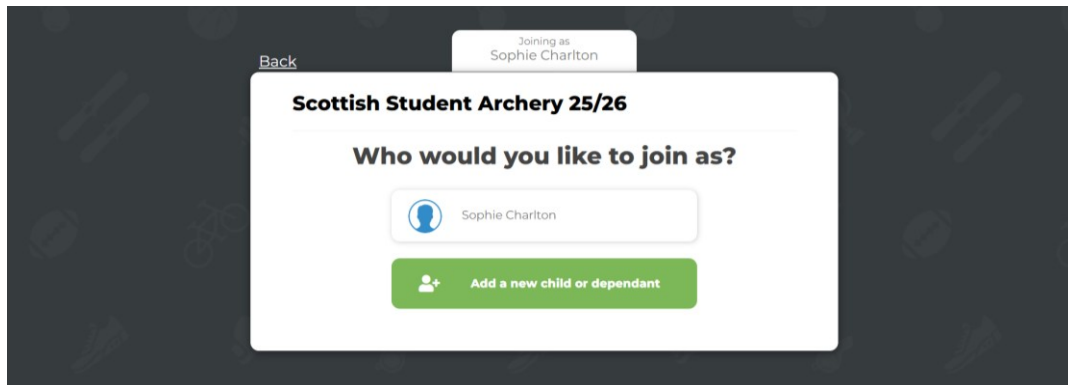 Joining as
Sophie Charlton
Back
Scottish Student Archery 25/26
Who would you like to join as?
Sophie Charlton
Add a new child or dependant